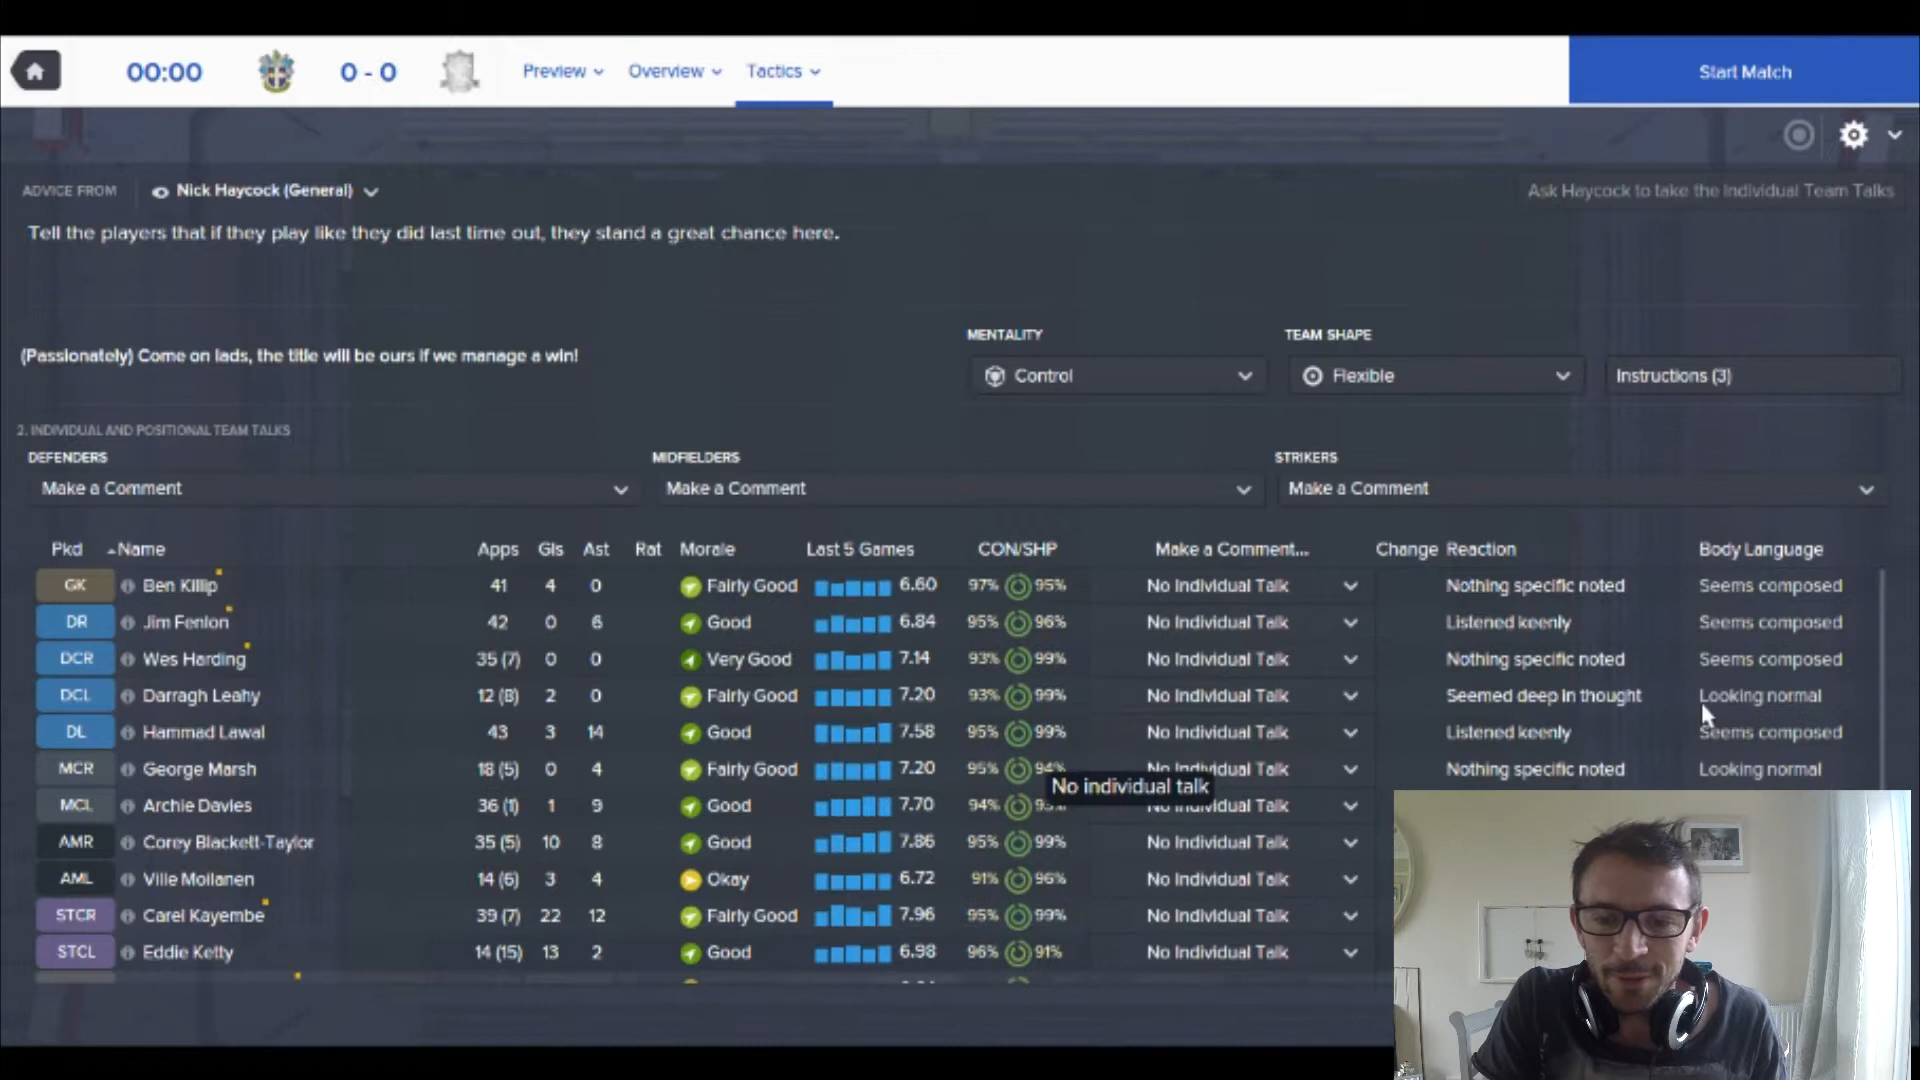 00:00 0 - 0 Preview Overview Tactics Start Match
ADVICE FROM Nick Haycock (General) Ask Haycock to take the Individual Team Talks
Tell the players that if they play like they did last time out, they stand a great chance here.
MENTALITY TEAM SHAPE
(Passionately) Come on lads, the title will be ours if we manage a win! Control Flexible Instructions (3)
2. INDIVIDUAL AND POSITIONAL TEAM TALKS
DEFENDERS MIDFIELDERS STRIKERS
Make a Comment Make a Comment Make a Comment
Pkd Name Apps Gls Ast Rat Morale Last 5 Games CON/SHP Make a Comment... Change Reaction Body Language
GK Ben Killip 41 4 0 Fairly Good 6.60 97% 95% No Individual Talk Nothing specific noted Seems composed
DR Jim Fenlon 42 0 6 Good 6.84 95% 96% No Individual Talk Listened keenly Seems composed
DCR Wes Harding 35 (7) 0 0 Very Good 7.14 93% 99% No Individual Talk Nothing specific noted Seems composed
DCL Darragh Leahy 12 (8) 2 0 Fairly Good 7.20 93% 99% No Individual Talk Seemed deep in thought Looking normal
DL Hammad Lawal 43 3 14 Good 7.58 95% 99% No Individual Talk Listened keenly Seems composed
MCR George Marsh 18 (5) 0 4 Fairly Good 7.20 95% 94% No Individual Talk Nothing specific noted Looking normal
No individual talk
MCL Archie Davies 36 (1) 1 9 Good 7.70 94% No Individual Talk
AMR Corey Blackett-Taylor 35 (5) 10 8 Good 7.86 95% 99% No Individual Talk
AML Ville Moilanen 14 (6) 3 4 Okay 6.72 91% 96% No Individual Talk
STCR Carel Kayembe 39 (7) 22 12 Fairly Good 7.96 95% 99% No Individual Talk
STCL Eddie Ketty 14 (15) 13 2 Good 6.98 96% 91% No Individual Talk